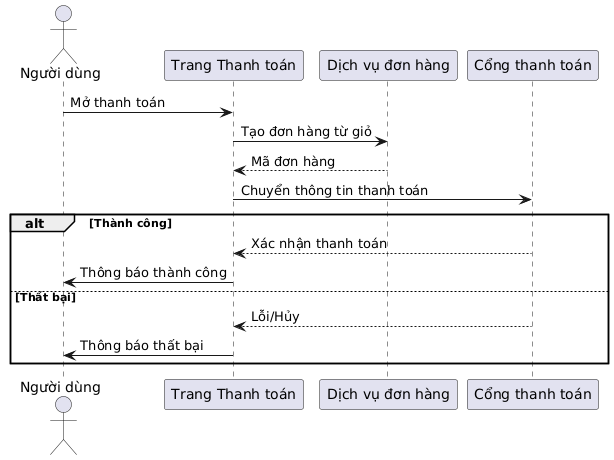 Người dùng
Trang Thanh toán
Dịch vụ đơn hàng
Cổng thanh toán
Mở thanh toán
Tạo đơn hàng từ giỏ
Mã đơn hàng
Chuyển thông tin thanh toán
alt
[Thành công]
Xác nhận thanh toán
Thông báo thành công
[Thất bại]
Lỗi/Hủy
Thông báo thất bại
Người dùng
Trang Thanh toán
Dịch vụ đơn hàng
Cổng thanh toán